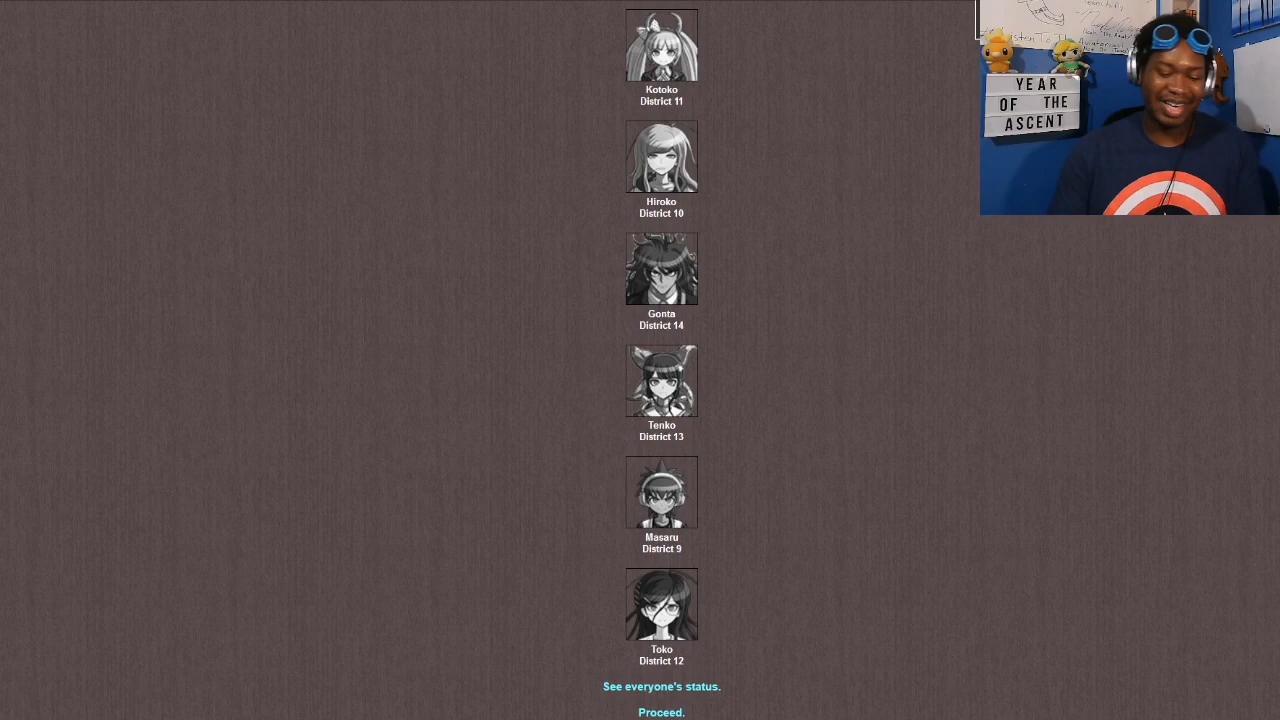 Kotoko
District 11
Hiroko
District 10
Gonta
District 14
Tenko
District 13
Masaru
District 9
Toko
District 12
See everyone's status.
Proceed.
YEAR
OF THE
ASCENT